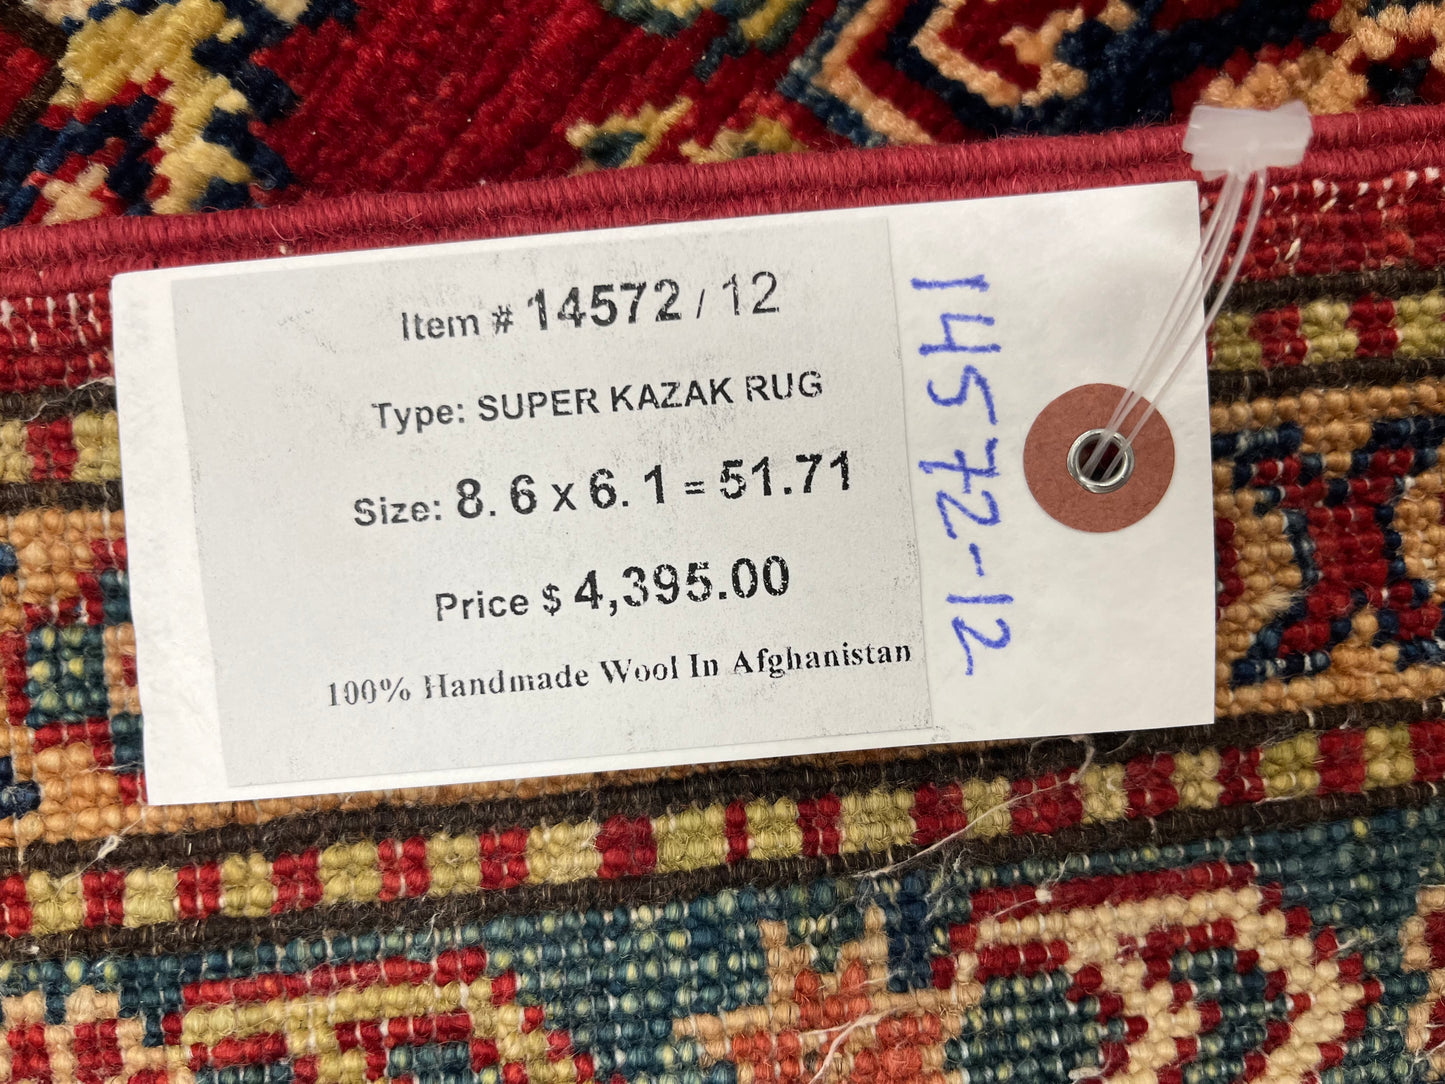 Item # 14572 / 12
Type: SUPER KAZAK RUG
Size: 8. 6 x 6. 1 = 51.71
Price $ 4,395.00
100% Handmade Wool In Afghanistan
14572-12